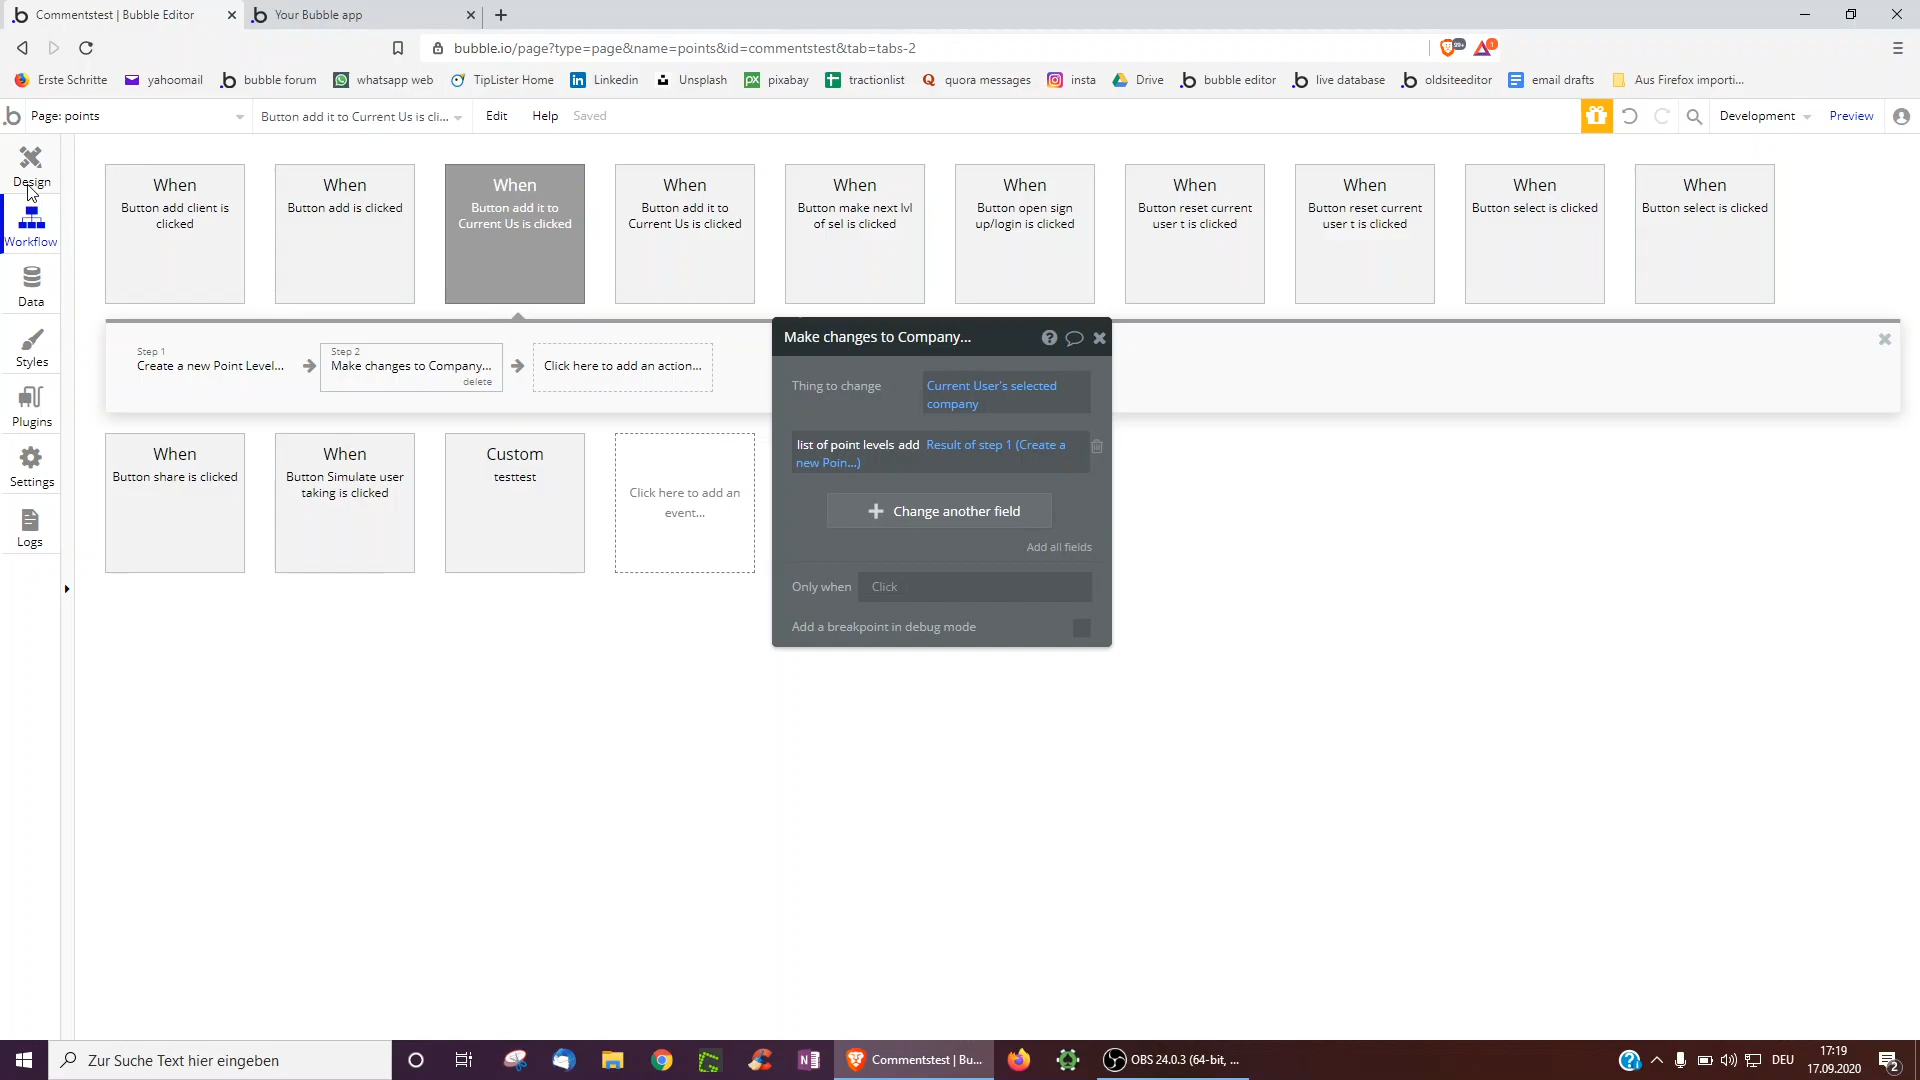 Commentstest | Bubble Editor
Your Bubble app
bubble.io/page?type=page&name=points&id=commentstest&tab=tabs-2
99+
1
Erste Schritte
yahoomail
bubble forum
whatsapp web
TipLister Home
Linkedin
Unsplash
pixabay
tractionlist
quora messages
insta
Drive
bubble editor
live database
oldsiteeditor
email drafts
Aus Firefox importi...
Page: points
Button add it to Current Us is cli...
Edit
Help
Saved
Development
Preview
Design
Workflow
Data
Styles
Plugins
Settings
Logs
When
Button add client is
clicked
When
Button add is clicked
When
Button add it to
Current Us is clicked
When
Button add it to
Current Us is clicked
When
Button make next lvl
of sel is clicked
When
Button open sign
up/login is clicked
When
Button reset current
user t is clicked
When
Button reset current
user t is clicked
When
Button select is clicked
When
Button select is clicked
Step 1
Create a new Point Level...
Step 2
Make changes to Company...
delete
Click here to add an action...
When
Button share is clicked
When
Button Simulate user
taking is clicked
Custom
testtest
Click here to add an
event...
Make changes to Company...
Thing to change
Current User's selected
company
list of point levels add Result of step 1 (Create a
new Poin...)
Change another field
Add all fields
Only when
Click
Add a breakpoint in debug mode
Zur Suche Text hier eingeben
Commentstest | Bu...
OBS 24.0.3 (64-bit, ...
DEU
17:19
17.09.2020
2